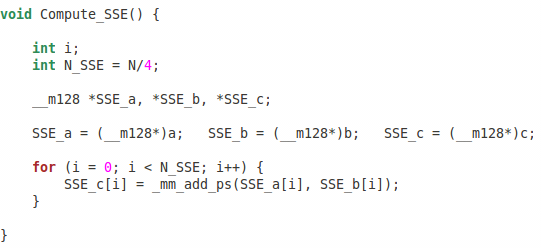 void Compute_SSE() {
int i;
int N_SSE = N/4;
__m128 *SSE_a, *SSE_b, *SSE_c;
SSE_a = (__m128*)a;   SSE_b = (__m128*)b;   SSE_c = (__m128*)c;
for (i = 0; i < N_SSE; i++) {
SSE_c[i] = _mm_add_ps(SSE_a[i], SSE_b[i]);
}
}